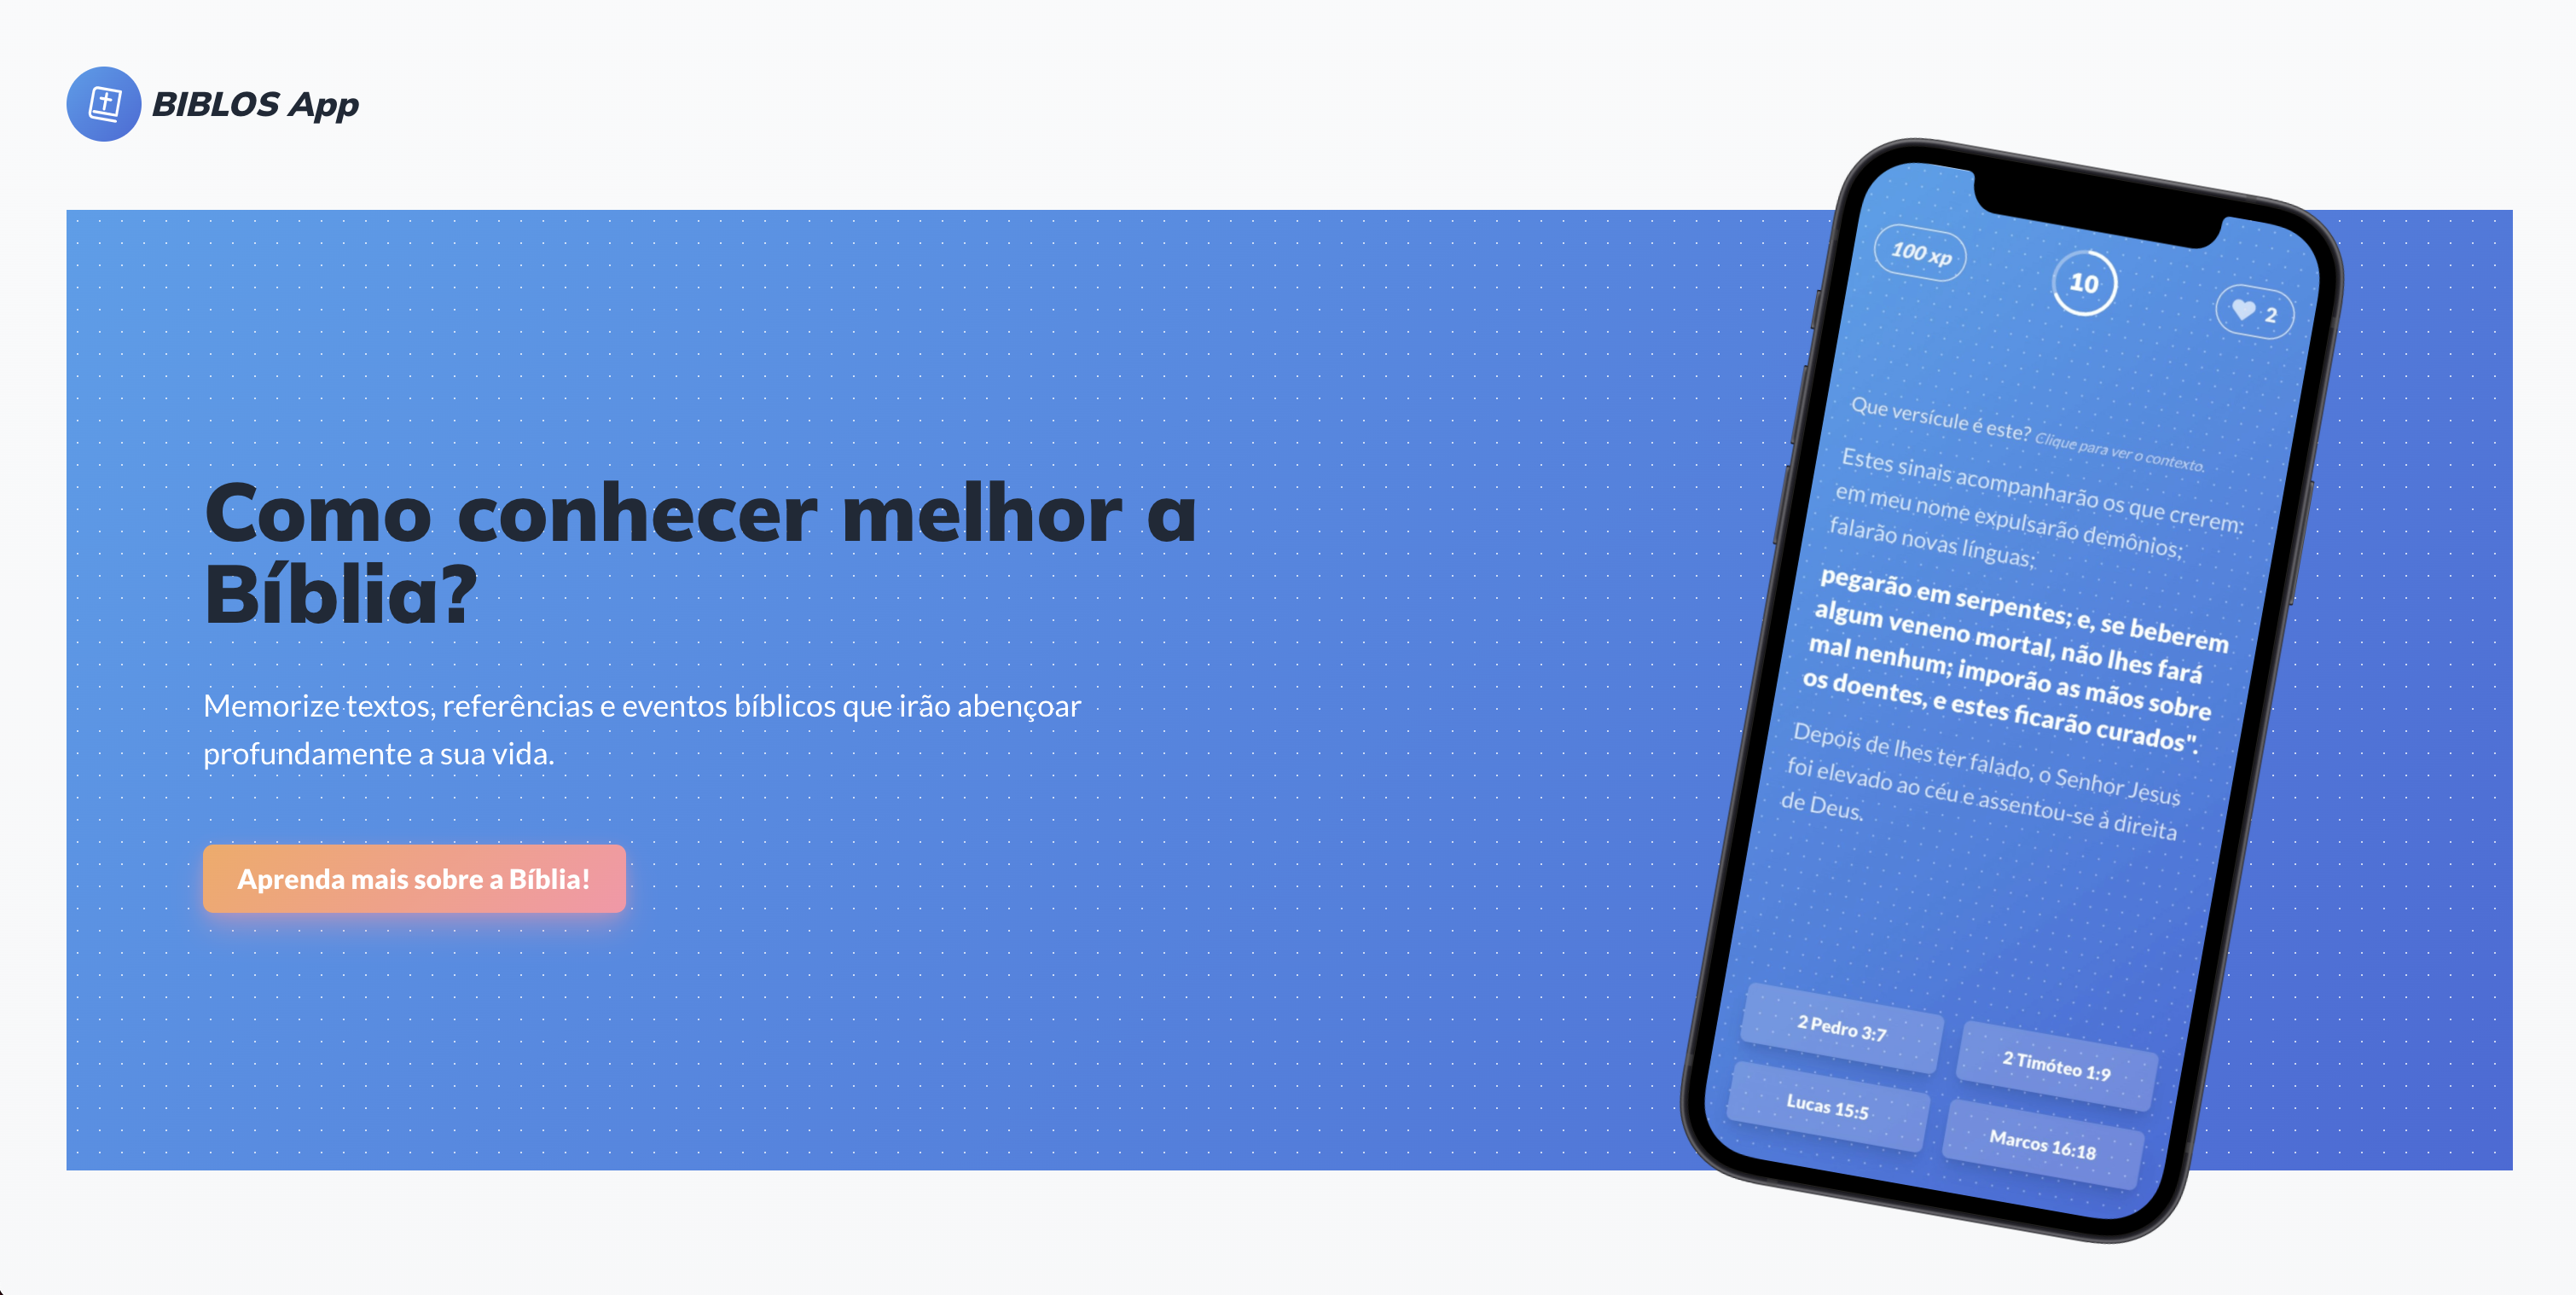 BIBLOS App
Como conhecer melhor a
Bíblia?
Memorize textos, referências e eventos bíblicos que irão abençoar
profundamente a sua vida.
Aprenda mais sobre a Bíblia!
100 xp
10
2
Que versícule é este? Clique para ver o contexto.
Estes sinais acompanharão os que crerem:
em meu nome expulsarão demônios;
falarão novas línguas;
pegarão em serpentes; e, se beberem
algum veneno mortal, não lhes fará
mal nenhum; imporão as mãos sobre
os doentes, e estes ficarão curados".
Depois de lhes ter falado, o Senhor Jesus
foi elevado ao céu e assentou-se à direita
de Deus.
2 Pedro 3:7
2 Timóteo 1:9
Lucas 15:5
Marcos 16:18